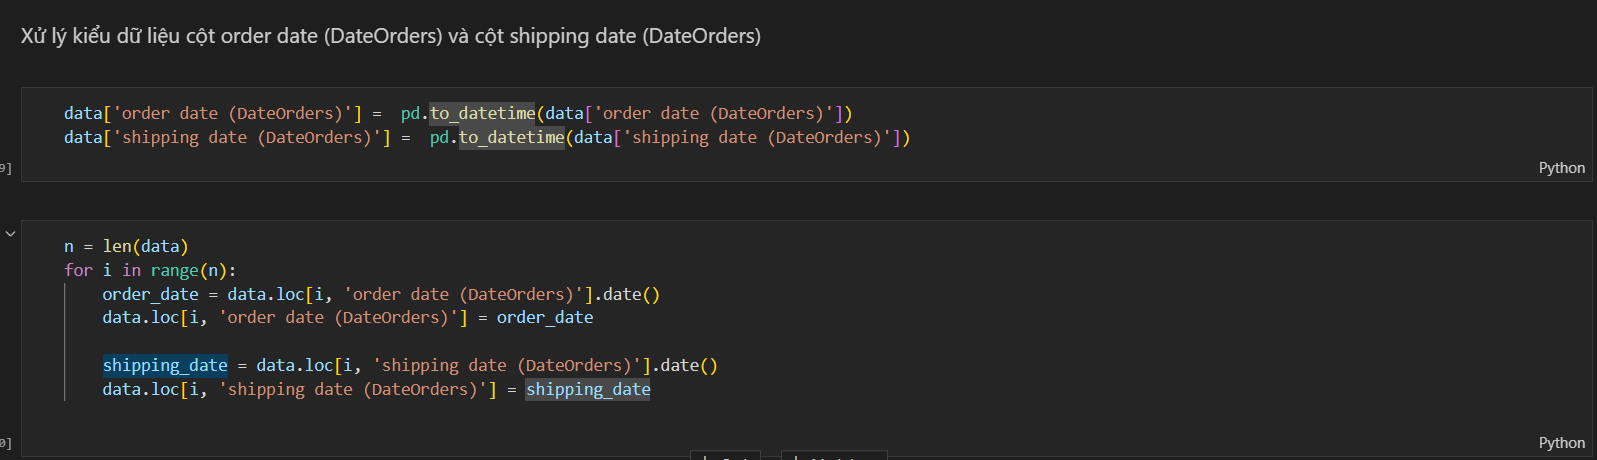 Xử lý kiểu dữ liệu cột order date (DateOrders) và cột shipping date (DateOrders)
data['order date (DateOrders)'] =  pd.to_datetime(data['order date (DateOrders)'])
data['shipping date (DateOrders)'] =  pd.to_datetime(data['shipping date (DateOrders)'])
9]
Python
n = len(data)
for i in range(n):
    order_date = data.loc[i, 'order date (DateOrders)'].date()
    data.loc[i, 'order date (DateOrders)'] = order_date
    shipping_date = data.loc[i, 'shipping date (DateOrders)'].date()
    data.loc[i, 'shipping date (DateOrders)'] = shipping_date
0]
Python